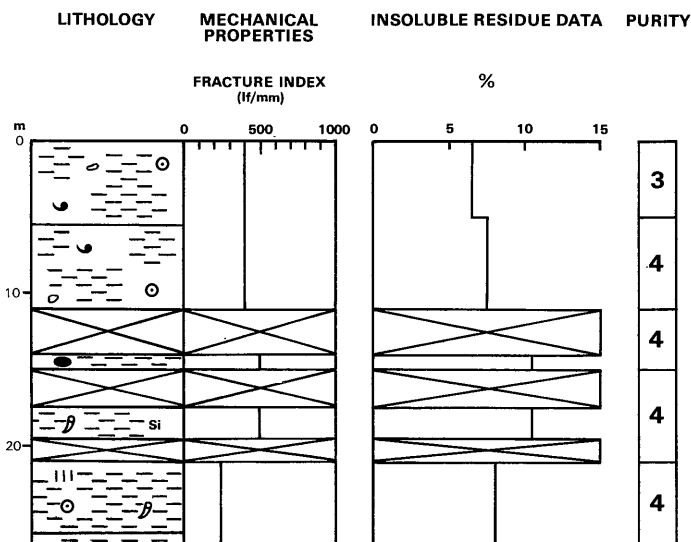 LITHOLOGY
MECHANICAL PROPERTIES
INSOLUBLE RESIDUE DATA
PURITY
FRACTURE INDEX
(If/mm)
%
m
0 500 1000
0 5 10 15
0
3
4
10
4
4
Si
20
4